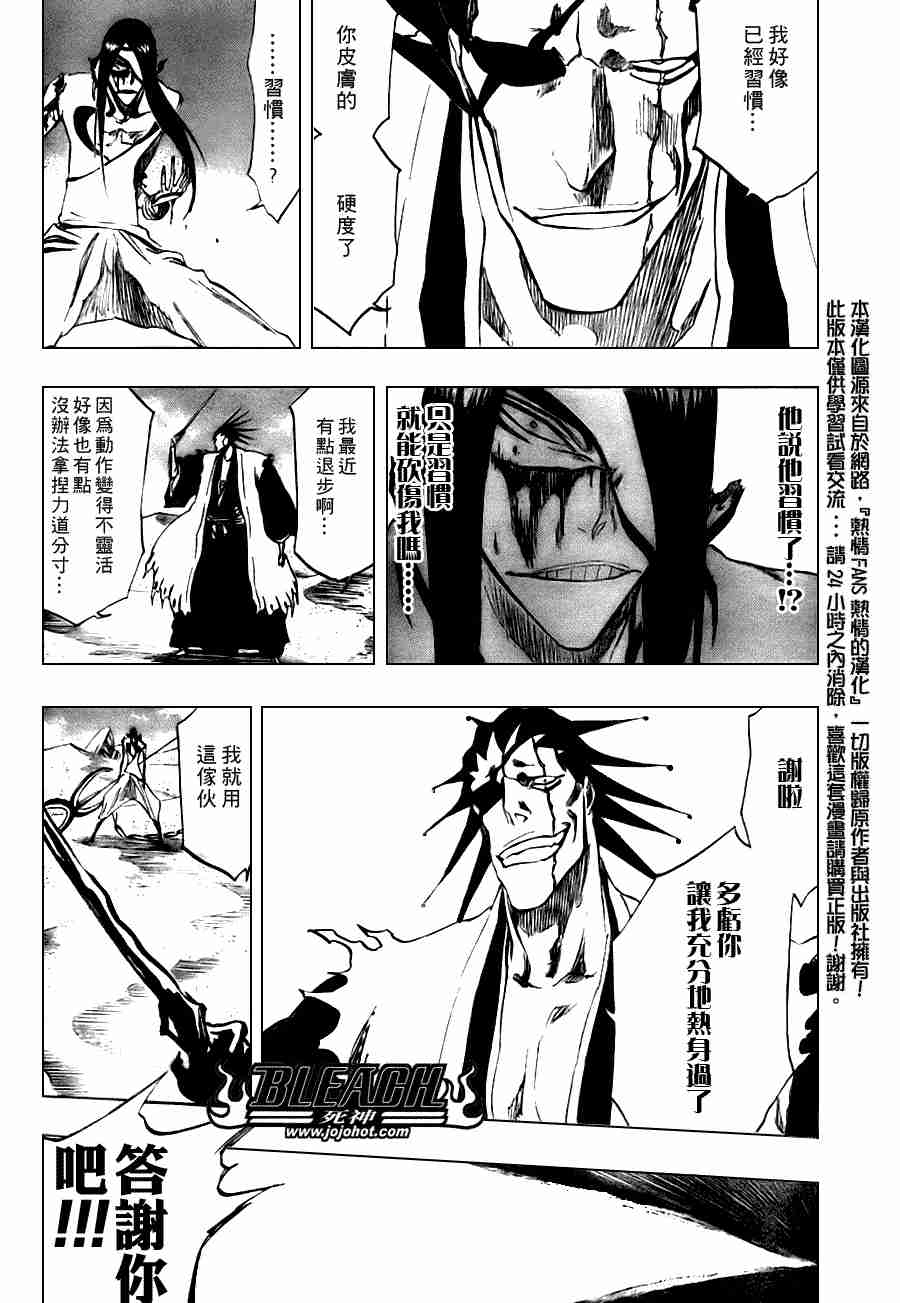 我好像
已經習慣…
你皮膚的
硬度了
……習慣……?
他説他習慣了……!?
只是習慣
就能砍傷我嗎……
我最近
有點退步啊…
因爲動作變得不靈活
好像也有點
沒辦法拿捏力道分寸…
謝啦
多虧你
讓我充分地熱身過了
我就用
這傢伙
答謝你
吧!!!
BLEACH
死神
www.jojohot.com
本漢化圖源來自於網路，『熱情FANS 熱情的漢化』一切版權歸原作者與出版社擁有!
此版本僅供學習試看交流…請24小時之內消除，喜歡這套漫畫請購買正版!謝謝。